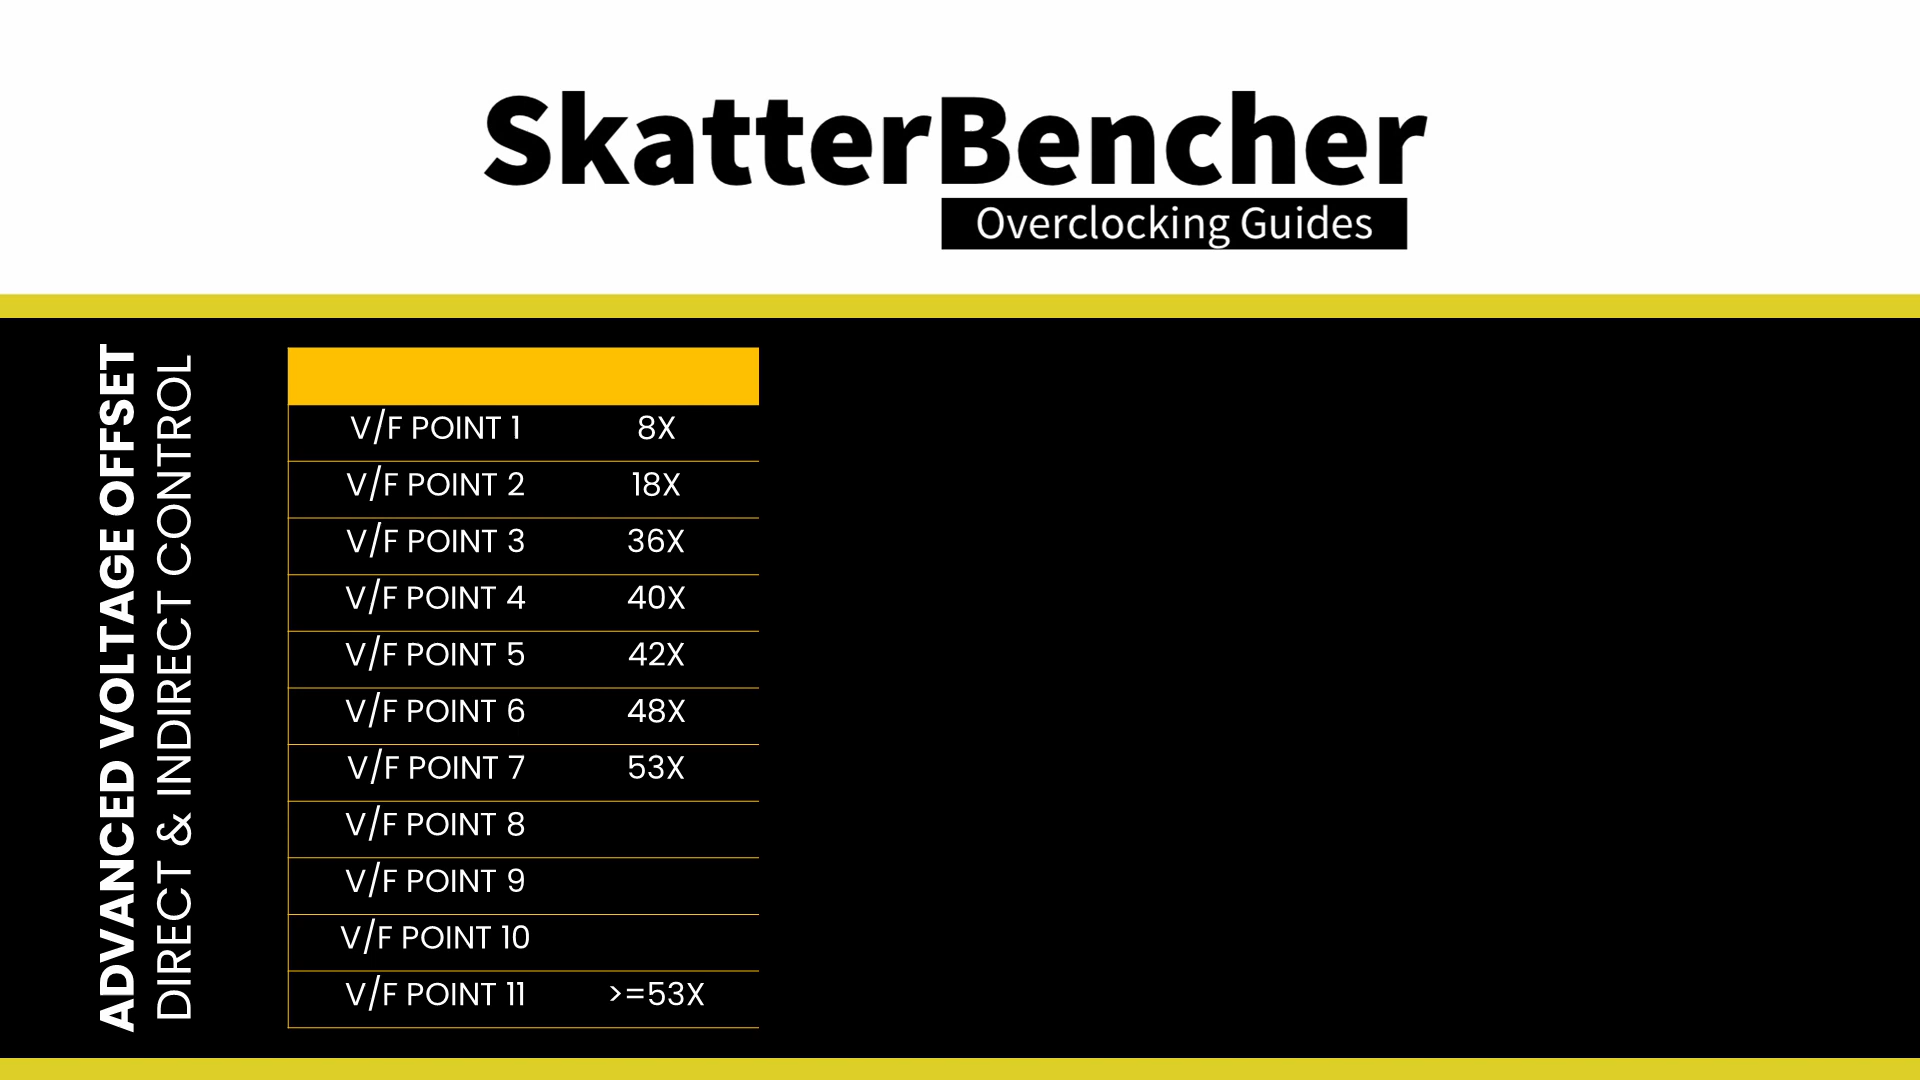 SkatterBencher
Overclocking Guides
ADVANCED VOLTAGE OFFSET
DIRECT & INDIRECT CONTROL
V/F POINT 1 8X
V/F POINT 2 18X
V/F POINT 3 36X
V/F POINT 4 40X
V/F POINT 5 42X
V/F POINT 6 48X
V/F POINT 7 53X
V/F POINT 8
V/F POINT 9
V/F POINT 10
V/F POINT 11 >=53X